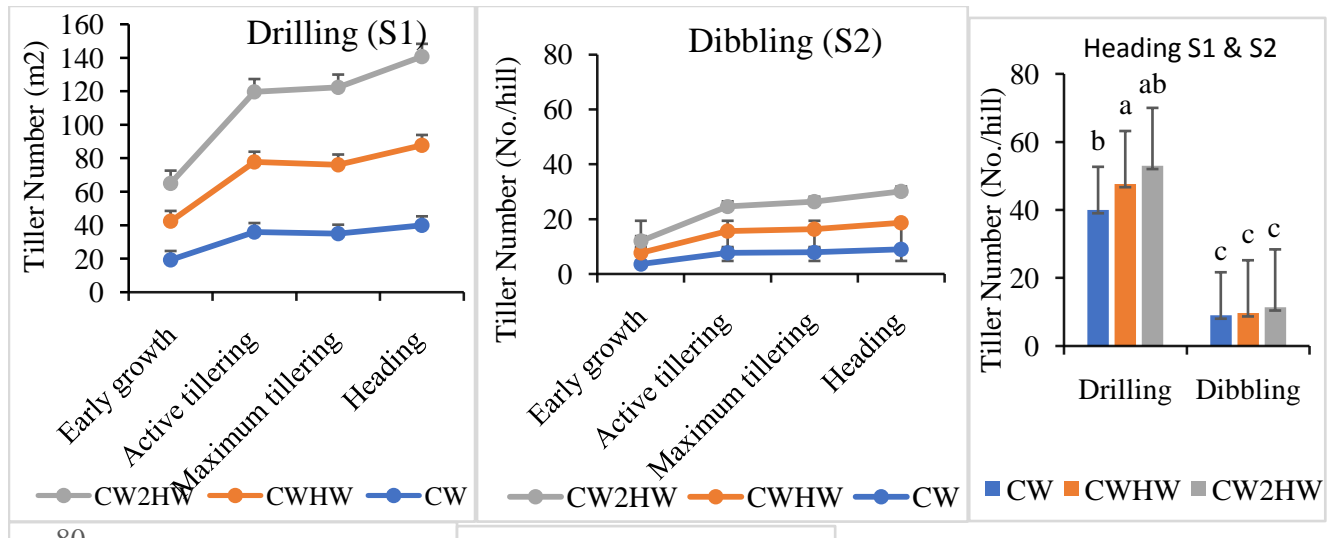 Drilling (S1)
Tiller Number (m2)
160
140
120
100
80
60
40
20
0
Early growth
Active tillering
Maximum tillering
Heading
CW2HW CWHW CW
Dibbling (S2)
Tiller Number (No./hill)
80
60
40
20
0
Early growth
Active tillering
Maximum tillering
Heading
CW2HW CWHW CW
Heading S1 & S2
Tiller Number (No./hill)
80
60
40
20
0
b a ab
c c c
Drilling Dibbling
CW CWHW CW2HW
80